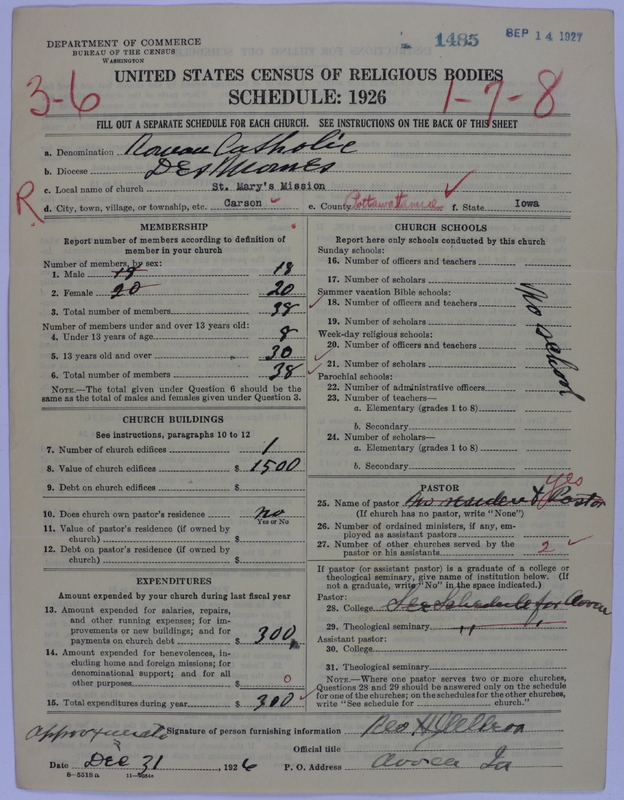 DEPARTMENT OF COMMERCE
BUREAU OF THE CENSUS
WASHINGTON
1485
SEP 14 1927
UNITED STATES CENSUS OF RELIGIOUS BODIES
SCHEDULE: 1926
3-6
1-7-8
FILL OUT A SEPARATE SCHEDULE FOR EACH CHURCH. SEE INSTRUCTIONS ON THE BACK OF THIS SHEET
a. Denomination Roman Catholic
b. Diocese Des Moines
c. Local name of church St. Mary's Mission
R
d. City, town, village, or township, etc. Carson e. County Pottawattamie f. State Iowa
MEMBERSHIP
Report number of members according to definition of member in your church
Number of members, by sex:
1. Male 18 18
2. Female 20 20
3. Total number of members 38
Number of members under and over 13 years old:
4. Under 13 years of age 8
5. 13 years old and over 30
6. Total number of members 38
NOTE.—The total given under Question 6 should be the same as the total of males and females given under Question 3.
CHURCH BUILDINGS
See instructions, paragraphs 10 to 12
7. Number of church edifices 1
8. Value of church edifices $ 1500
9. Debt on church edifices $
10. Does church own pastor's residence no
Yes or No
11. Value of pastor's residence (if owned by church) $
12. Debt on pastor's residence (if owned by church) $
EXPENDITURES
Amount expended by your church during last fiscal year
13. Amount expended for salaries, repairs, and other running expenses; for improvements or new buildings; and for payments on church debt $ 300
14. Amount expended for benevolences, including home and foreign missions; for denominational support; and for all other purposes $ 0
15. Total expenditures during year $ 300
CHURCH SCHOOLS
Report here only schools conducted by this church
Sunday schools:
16. Number of officers and teachers
17. Number of scholars
Summer vacation Bible schools:
18. Number of officers and teachers
19. Number of scholars
Week-day religious schools:
20. Number of officers and teachers
21. Number of scholars
Parochial schools:
22. Number of administrative officers
23. Number of teachers—
a. Elementary (grades 1 to 8)
b. Secondary
24. Number of scholars—
a. Elementary (grades 1 to 8)
b. Secondary
No school
PASTOR
yes
25. Name of pastor No resident Pastor
(If church has no pastor, write "None")
26. Number of ordained ministers, if any, employed as assistant pastors
27. Number of other churches served by the pastor or his assistants 2
If pastor (or assistant pastor) is a graduate of a college or theological seminary, give name of institution below. (If not a graduate, write "No" in the space indicated.)
Pastor:
28. College See Schedule for Avoca
29. Theological seminary " "
Assistant pastor:
30. College
31. Theological seminary
NOTE.—Where one pastor serves two or more churches, Questions 28 and 29 should be answered only on the schedule for one of the churches; on the schedules for the other churches, write "See schedule for church."
approximate
Signature of person furnishing information Geo H
Official title
Date Dec 31, 1926 P. O. Address Avoca Ia
8-5518a